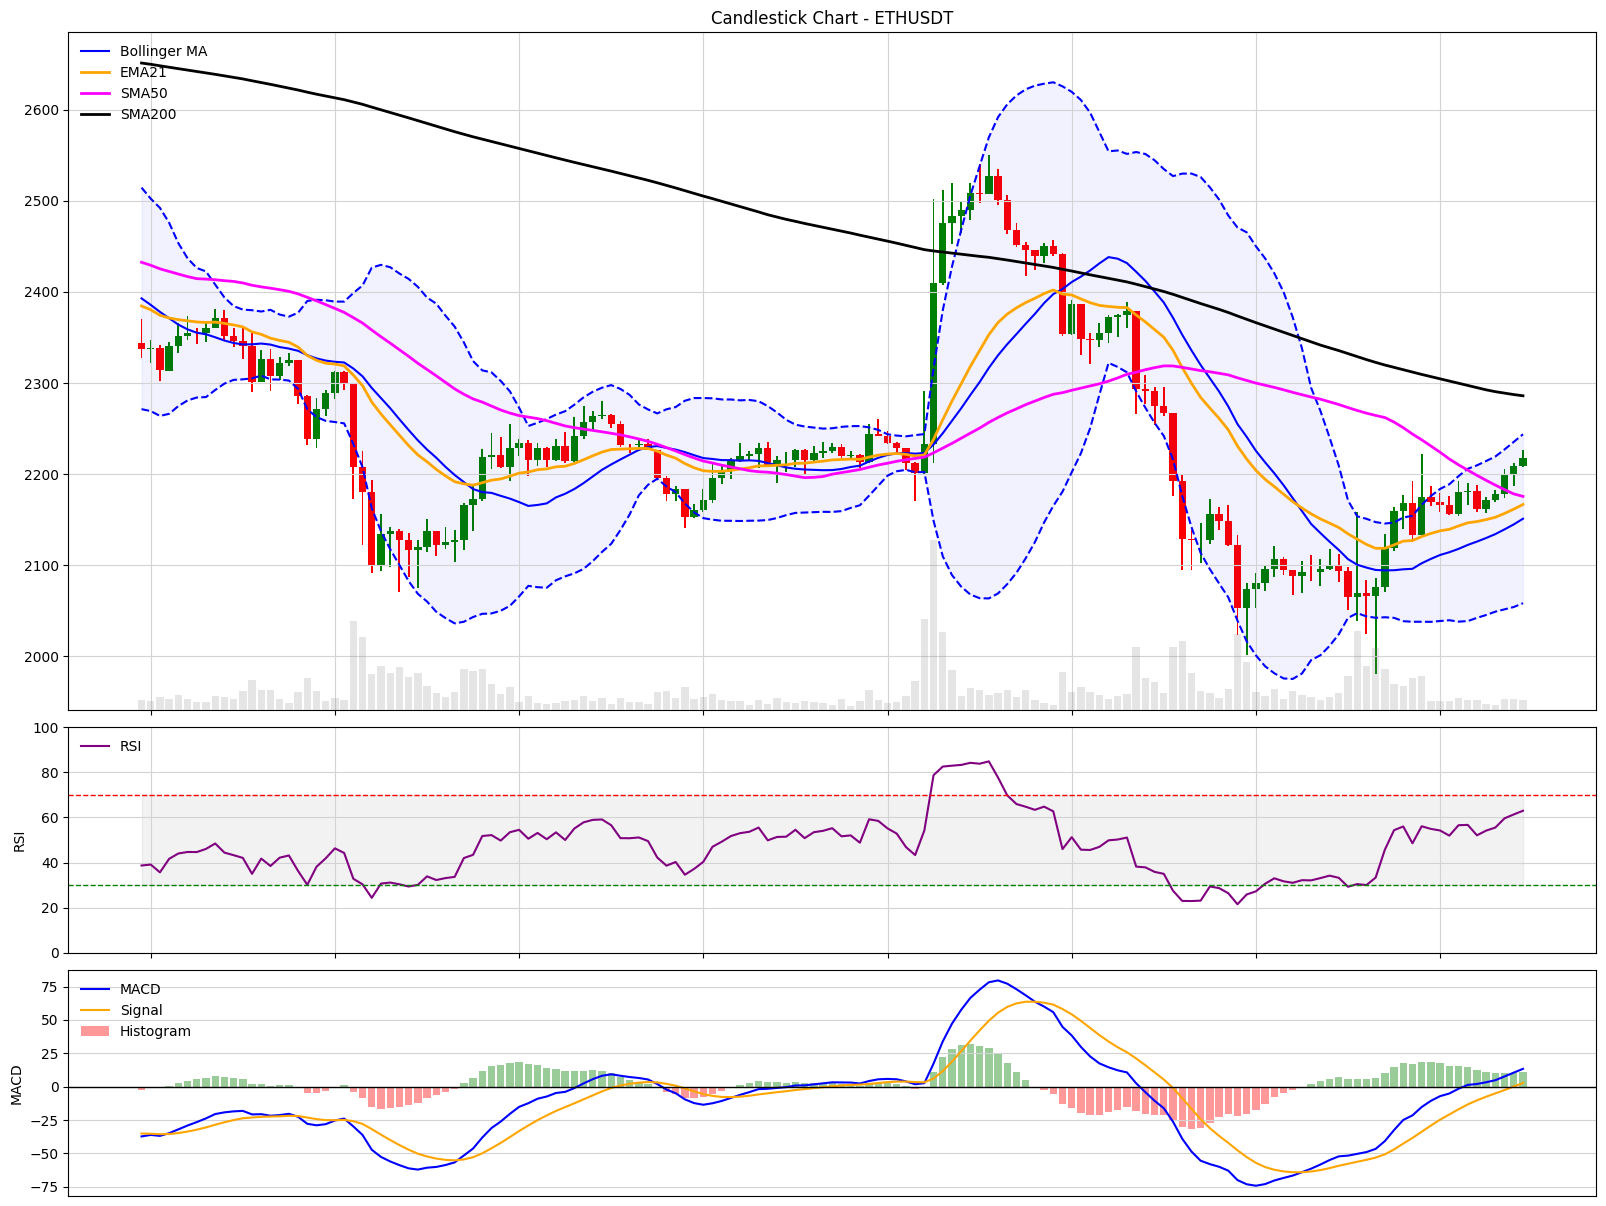 Candlestick Chart - ETHUSDT
Bollinger MA
EMA21
SMA50
SMA200
2600
2500
2400
2300
2200
2100
2000
RSI
100
80
60
40
20
0
RSI
MACD
Signal
Histogram
75
50
25
0
−25
−50
−75
MACD